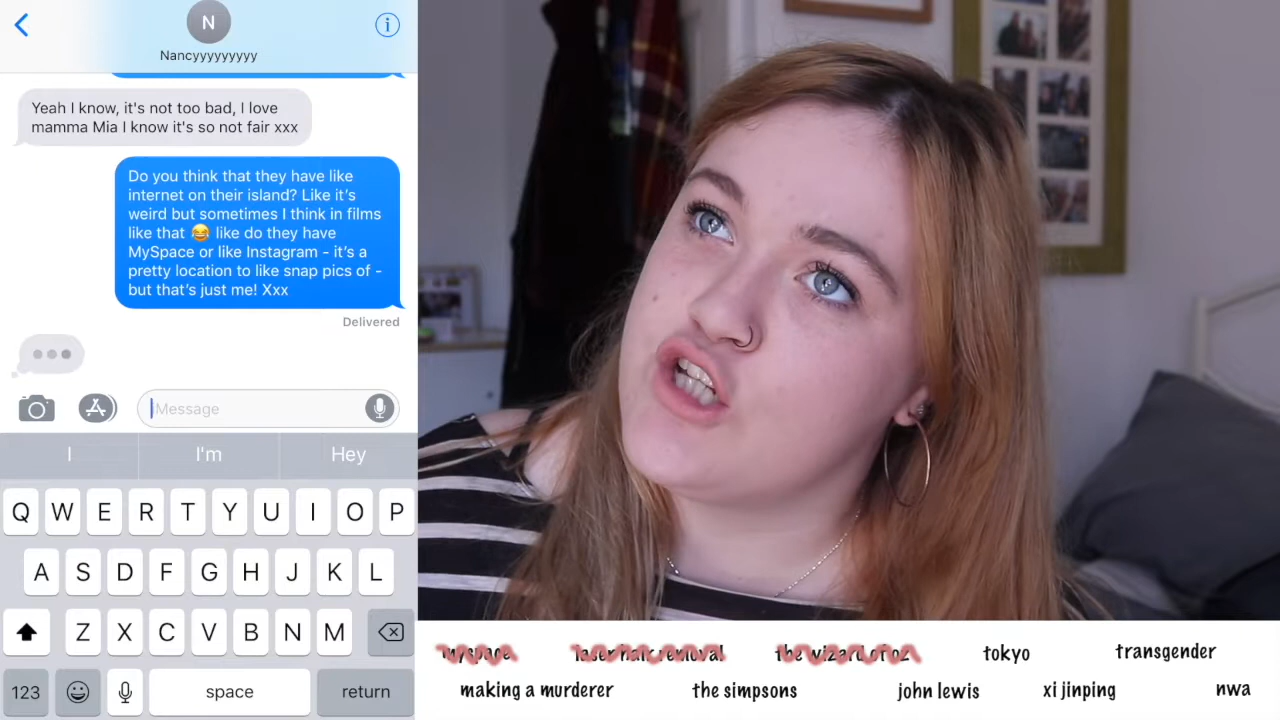 N
Nancyyyyyyyyy
Yeah I know, it's not too bad, I love
mamma Mia I know it's so not fair xxx
Do you think that they have like
internet on their island? Like it's
weird but sometimes I think in films
like that 😂 like do they have
MySpace or like Instagram - it's a
pretty location to like snap pics of -
but that's just me! Xxx
Delivered
Message
I I'm Hey
Q W E R T Y U I O P
A S D F G H J K L
Z X C V B N M
123 space return
myspace laser hair removal the wizard of oz tokyo transgender
making a murderer the simpsons john lewis xi jinping nwa